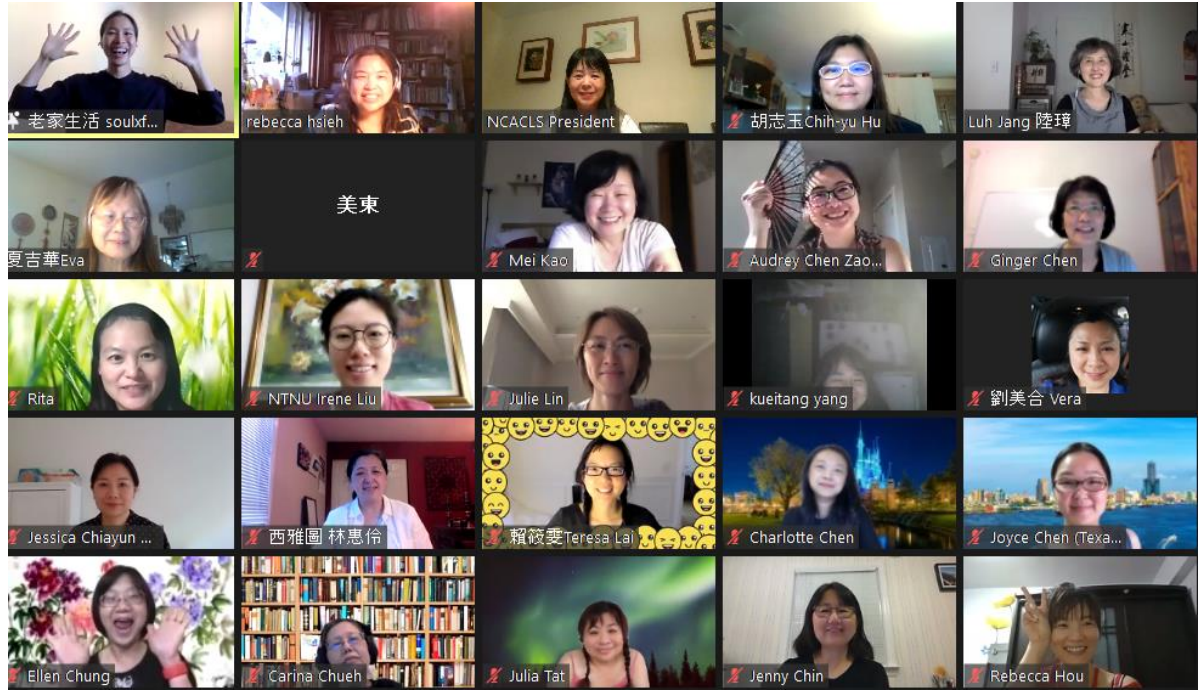 老家生活 soulxf...
rebecca hsieh
NCACLS President
胡志玉Chih-yu Hu
Luh Jang 陸璋
夏吉華Eva
美東
Mei Kao
Audrey Chen Zao...
Ginger Chen
Rita
NTNU Irene Liu
Julie Lin
kueitang yang
劉美合 Vera
Jessica Chiayun ...
西雅圖 林惠伶
賴筱雯Teresa Lai
Charlotte Chen
Joyce Chen (Texa...
Ellen Chung
Carina Chueh
Julia Tat
Jenny Chin
Rebecca Hou